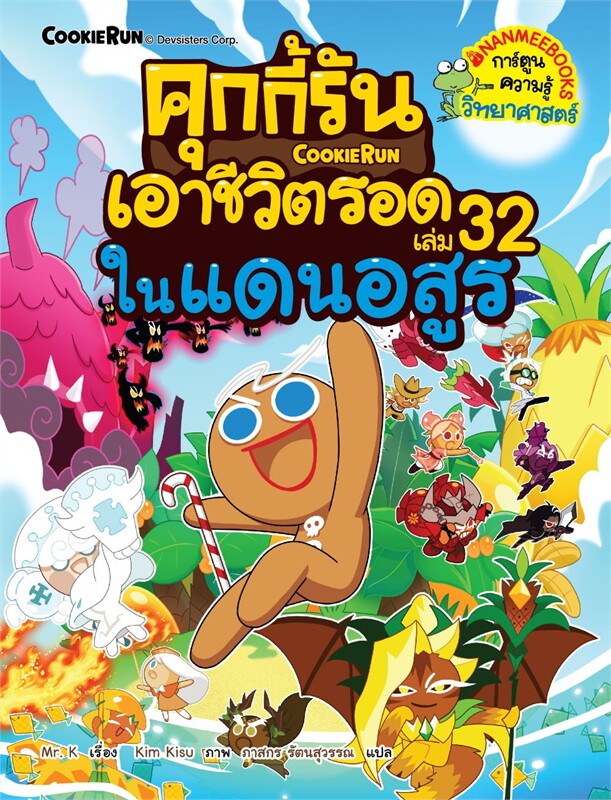 COOKIERUN © Devsisters Corp.
NANMEEBOOKS
การ์ตูน
ความรู้
วิทยาศาสตร์
คุกกี้รัน
COOKIERUN
เอาชีวิตรอด
เล่ม 32
ในแดนอสูร
Mr. K เรื่อง Kim Kisu ภาพ ภาสกร รัตนสุวรรณ แปล